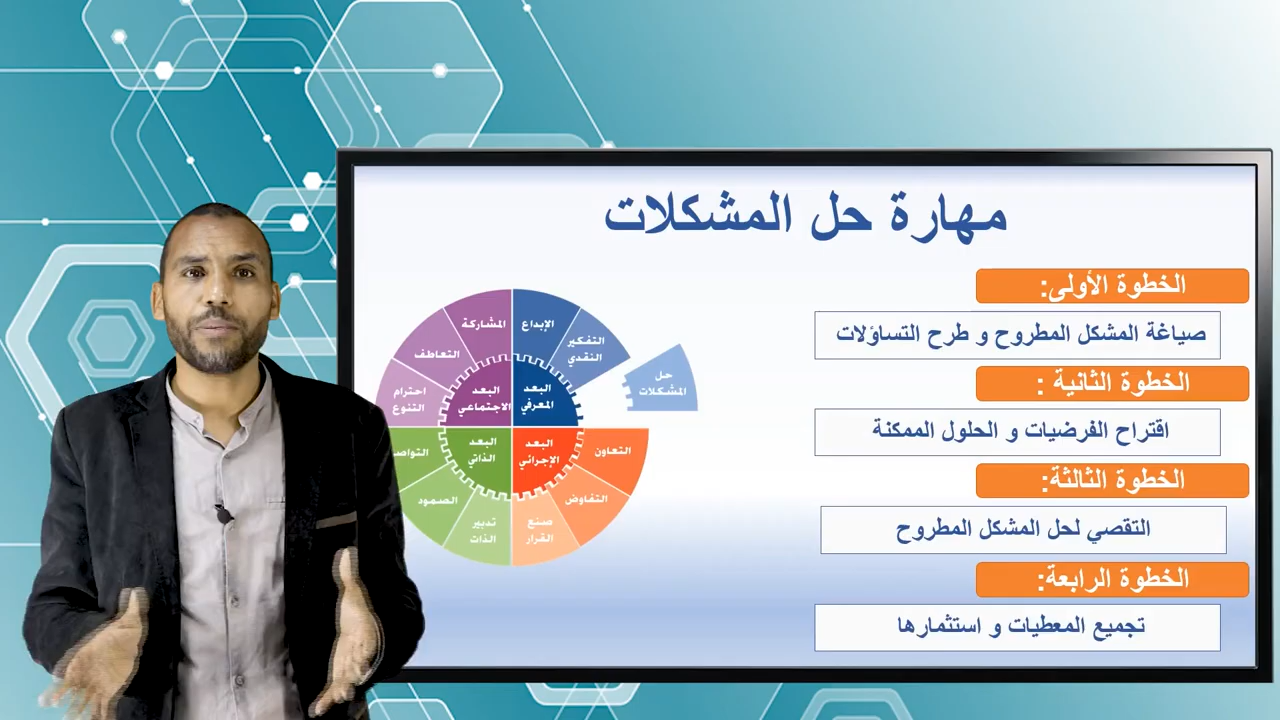 مهارة حل المشكلات
الخطوة الأولى:
صياغة المشكل المطروح و طرح التساؤلات
الخطوة الثانية :
اقتراح الفرضيات و الحلول الممكنة
الخطوة الثالثة:
التقصي لحل المشكل المطروح
الخطوة الرابعة:
تجميع المعطيات و استثمارها
حل
المشكلات
التفكير
النقدي
الإبداع
المشاركة
التعاطف
احترام
التنوع
البعد
المعرفي
البعد
الاجتماعي
البعد
الذاتي
البعد
الإجرائي
التعاون
التفاوض
صنع
القرار
تدبير
الذات
الصمود